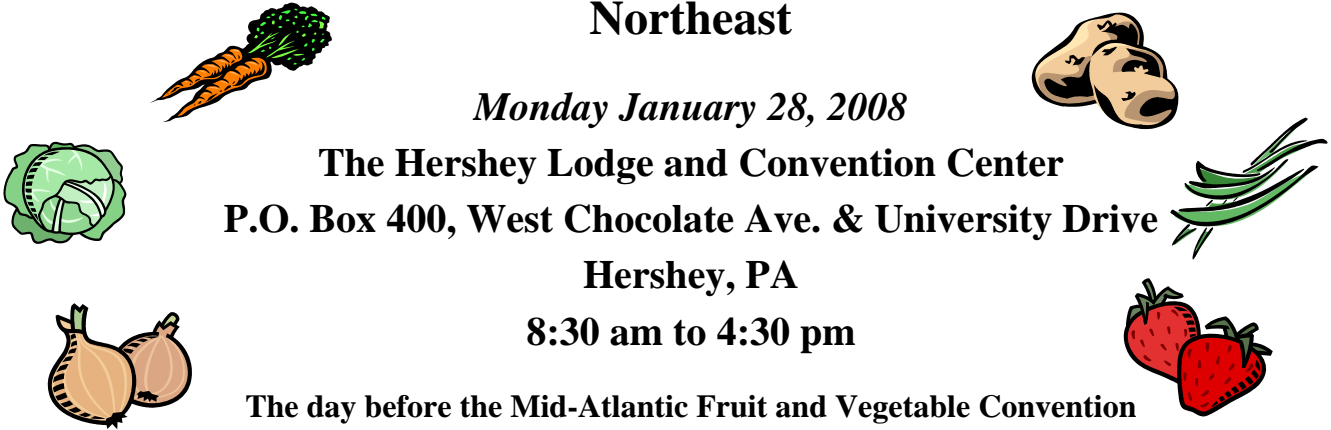 Northeast
Monday January 28, 2008
The Hershey Lodge and Convention Center
P.O. Box 400, West Chocolate Ave. & University Drive
Hershey, PA
8:30 am to 4:30 pm
The day before the Mid-Atlantic Fruit and Vegetable Convention